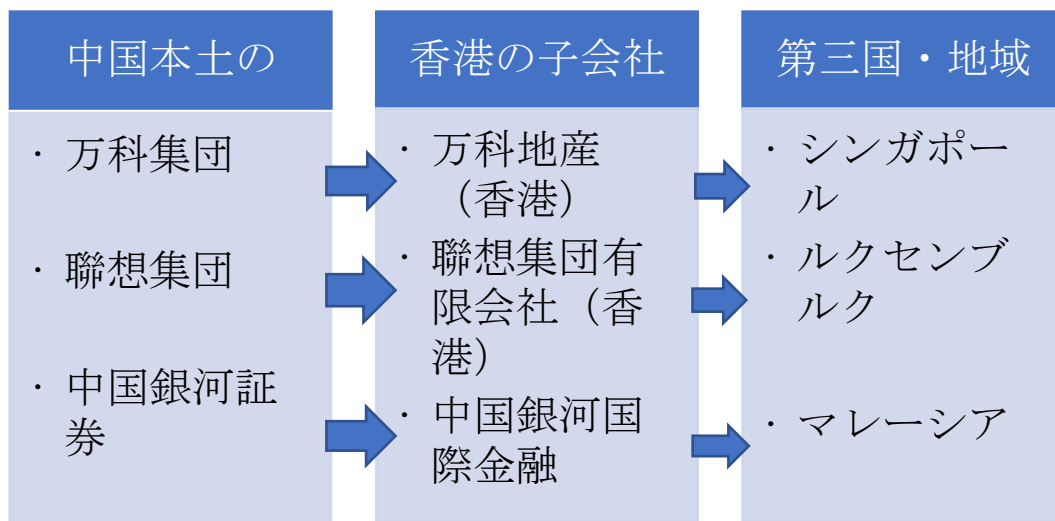 中国本土の
・万科集団
・聯想集団
・中国銀河証
券
香港の子会社
・万科地産
（香港）
・聯想集団有
限会社（香
港）
・中国銀河国
際金融
第三国・地域
・シンガポー
ル
・ルクセンブ
ルク
・マレーシア